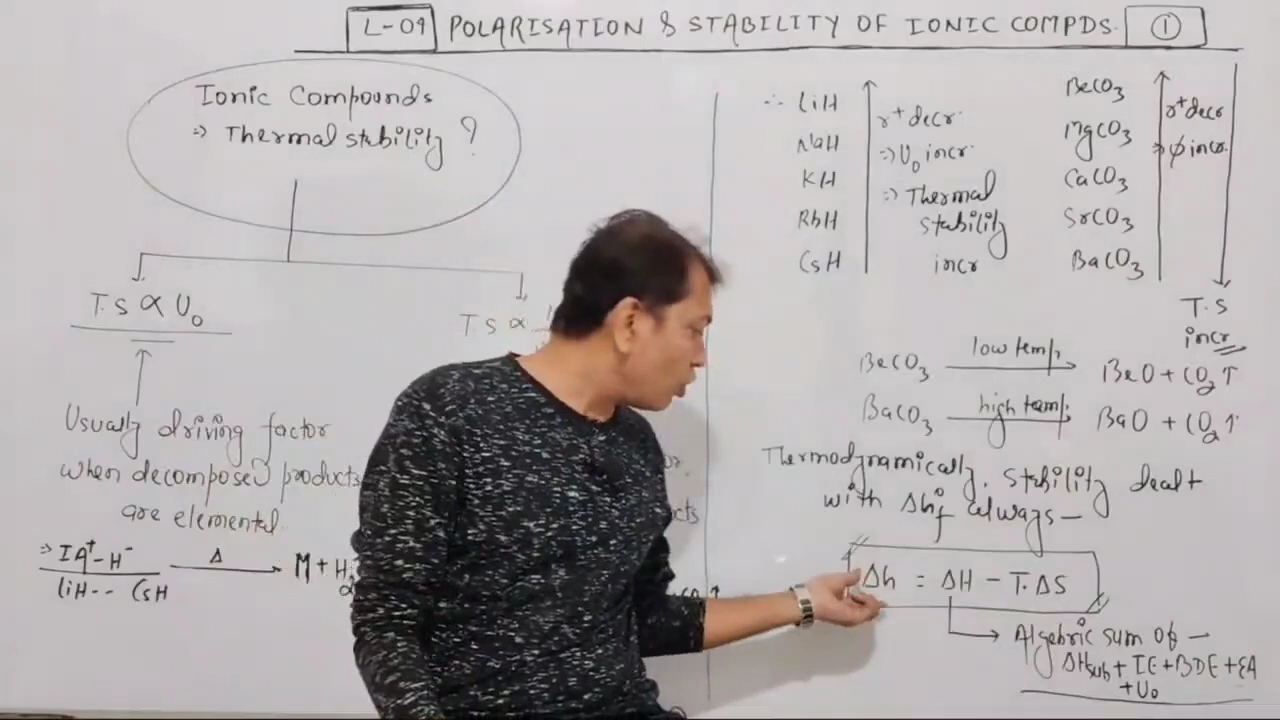 L-09 POLARISATION & STABILITY OF IONIC COMPDS. ①
Ionic Compounds
⇒ Thermal stability ?
T.S ∝ U₀
Usually driving factor
when decomposed products
are elemental.
⇒ IA⁺-H⁻ Δ→ M + H₂
LiH-- CsH
T S ∝
∴ LiH
NaH
KH
RbH
CsH
r⁺ decr.
⇒ U₀ incr.
⇒ Thermal
stability
incr
BeCO₃
MgCO₃
CaCO₃
SrCO₃
BaCO₃
r⁺ decr
⇒ ϕ incr.
T.S
incr
BeCO₃ low temp. → BeO + CO₂↑
BaCO₃ high temp. → BaO + CO₂↑
Thermodynamically, stability dealt
with ΔG_f always —
ΔG = ΔH - T.ΔS
→ Algebric sum of —
ΔHsub + IE + BDE + EA
+ U₀